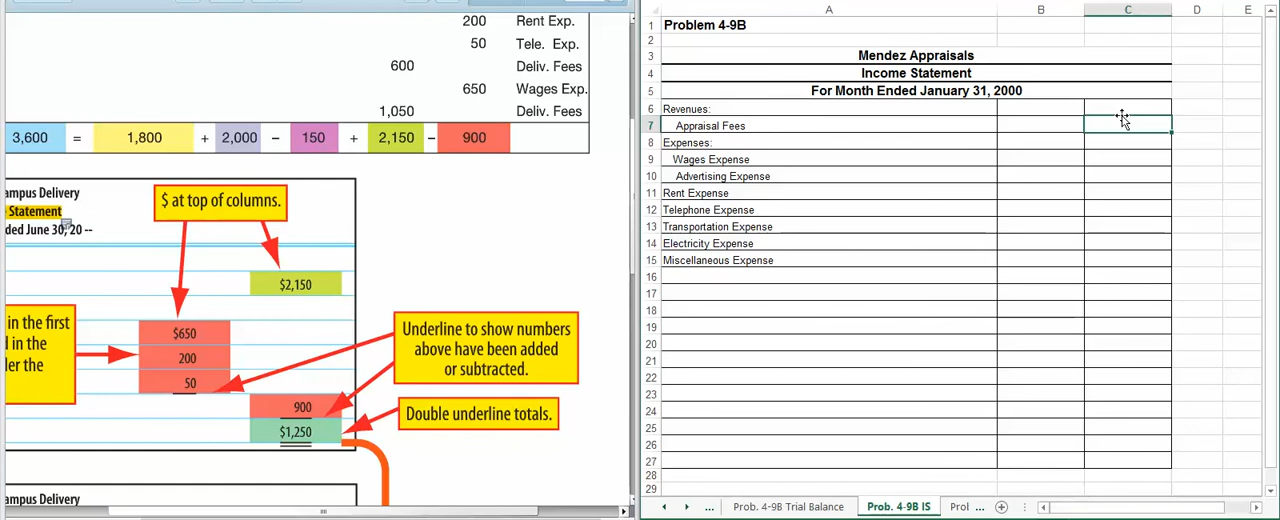 200 Rent Exp.
50 Tele. Exp.
600 Deliv. Fees
650 Wages Exp.
1,050 Deliv. Fees
3,600 = 1,800 + 2,000 − 150 + 2,150 − 900
ampus Delivery
Statement
ded June 30, 20 --
$ at top of columns.
$2,150
in the first
d in the
der the
$650
200
50
Underline to show numbers
above have been added
or subtracted.
900
$1,250
Double underline totals.
ampus Delivery
A B C D E
1 Problem 4-9B
2
3 Mendez Appraisals
4 Income Statement
5 For Month Ended January 31, 2000
6 Revenues:
7 Appraisal Fees
8 Expenses:
9 Wages Expense
10 Advertising Expense
11 Rent Expense
12 Telephone Expense
13 Transportation Expense
14 Electricity Expense
15 Miscellaneous Expense
16
17
18
19
20
21
22
23
24
25
26
27
28
29
... Prob. 4-9B Trial Balance Prob. 4-9B IS Prol ...